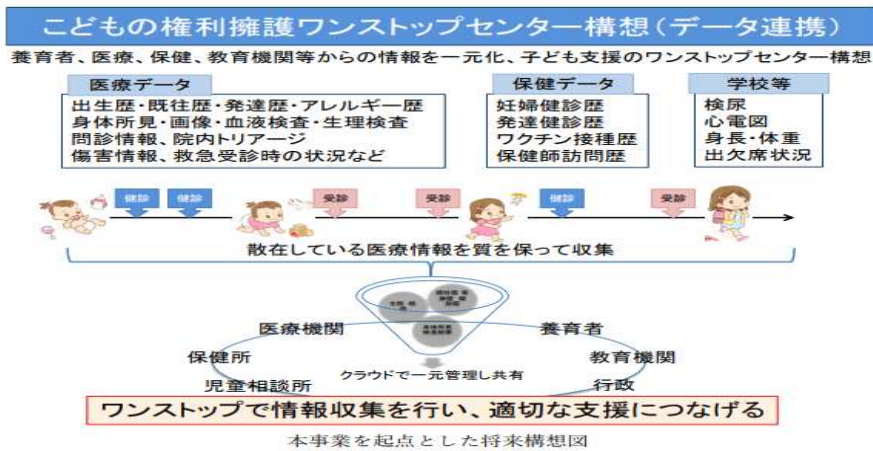 こどもの権利擁護ワンストップセンター構想（データ連携）
養育者、医療、保健、教育機関等からの情報を一元化、子ども支援のワンストップセンター構想
医療データ
出生歴・既往歴・発達歴・アレルギー歴
身体所見・画像・血液検査・生理検査
問診情報、院内トリアージ
傷害情報、救急受診時の状況など
保健データ
妊婦健診歴
発達健診歴
ワクチン接種歴
保健師訪問歴
学校等
検尿
心電図
身長・体重
出欠席状況
健診
健診
受診
受診
健診
受診
散在している医療情報を質を保って収集
医療機関
養育者
保健所
教育機関
児童相談所
行政
クラウドで一元管理し共有
ワンストップで情報収集を行い、適切な支援につなげる
本事業を起点とした将来構想図